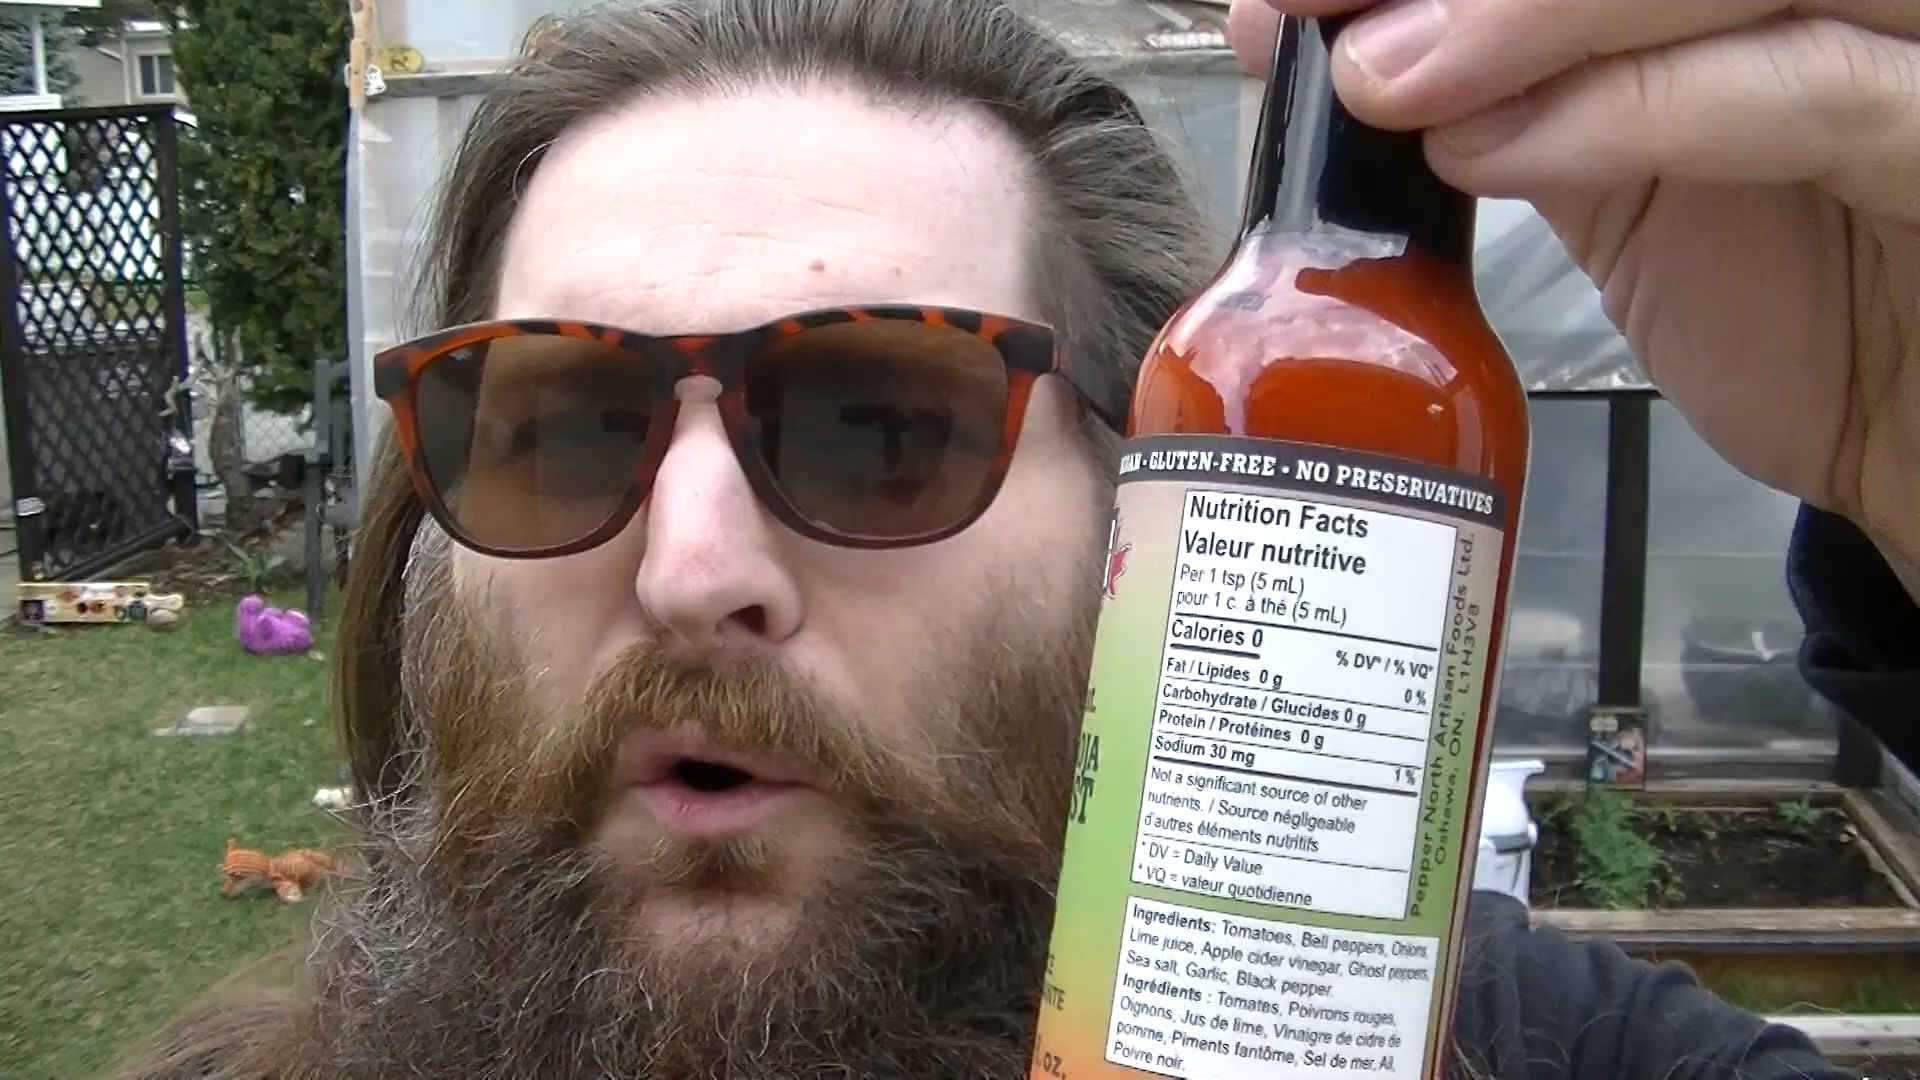 GLUTEN-FREE • NO PRESERVATIVES
Nutrition Facts
Valeur nutritive
Per 1 tsp (5 mL)
pour 1 c. à thé (5 mL)
Calories 0
% DV* / % VQ*
Fat / Lipides 0 g 0 %
Carbohydrate / Glucides 0 g
Protein / Protéines 0 g
Sodium 30 mg 1 %
Not a significant source of other
nutrients. / Source négligeable
d'autres éléments nutritifs
* DV = Daily Value
* VQ = valeur quotidienne
Ingredients: Tomatoes, Bell peppers, Onions,
Lime juice, Apple cider vinegar, Ghost peppers,
Sea salt, Garlic, Black pepper.
Ingrédients : Tomates, Poivrons rouges,
Oignons, Jus de lime, Vinaigre de cidre de
pomme, Piments fantôme, Sel de mer, Ail,
Poivre noir.
Pepper North Artisan Foods Ltd.
Oshawa, ON. L1H3V8
oz.